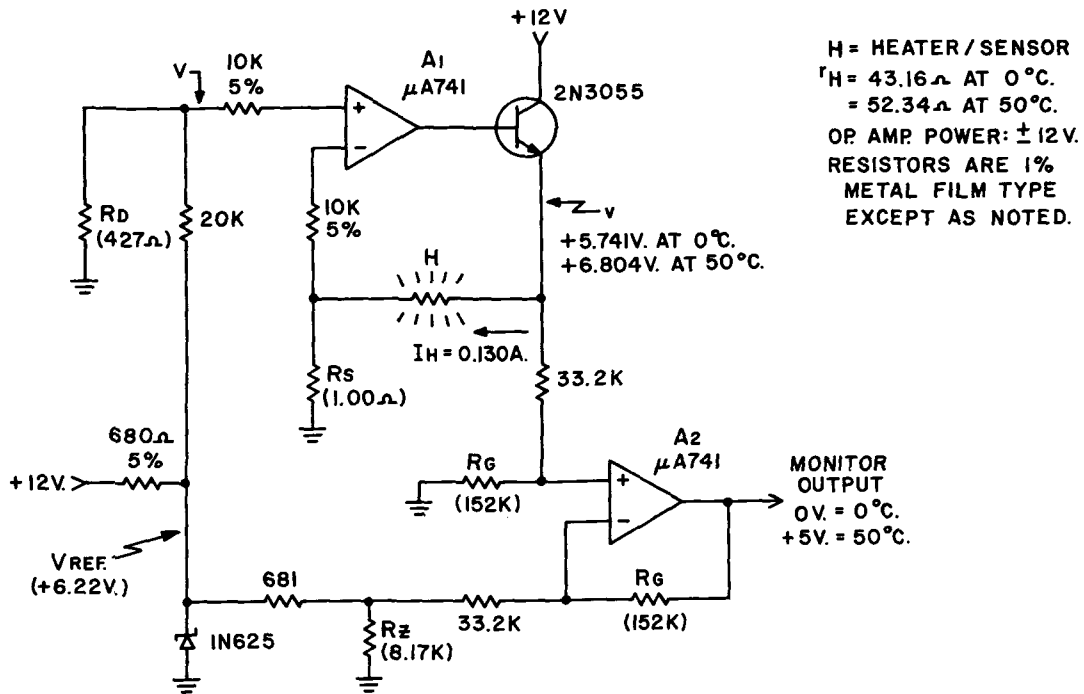 +12V
10K
5%
V
A1
µA741
2N3055
H = HEATER/SENSOR
rH = 43.16Ω AT 0°C.
= 52.34Ω AT 50°C.
OP. AMP. POWER: ± 12 V.
RESISTORS ARE 1%
METAL FILM TYPE
EXCEPT AS NOTED.
+
−
RD
(427Ω)
20K
10K
5%
v
+5.741V. AT 0°C.
+6.804V. AT 50°C.
H
IH = 0.130A.
RS
(1.00Ω)
33.2K
680Ω
5%
+12V.
RG
(152K)
A2
µA741
+
−
MONITOR
OUTPUT
0V. = 0°C.
+5V. = 50°C.
VREF.
(+6.22V.)
681
33.2K
RG
(152K)
RZ
(8.17K)
1N625